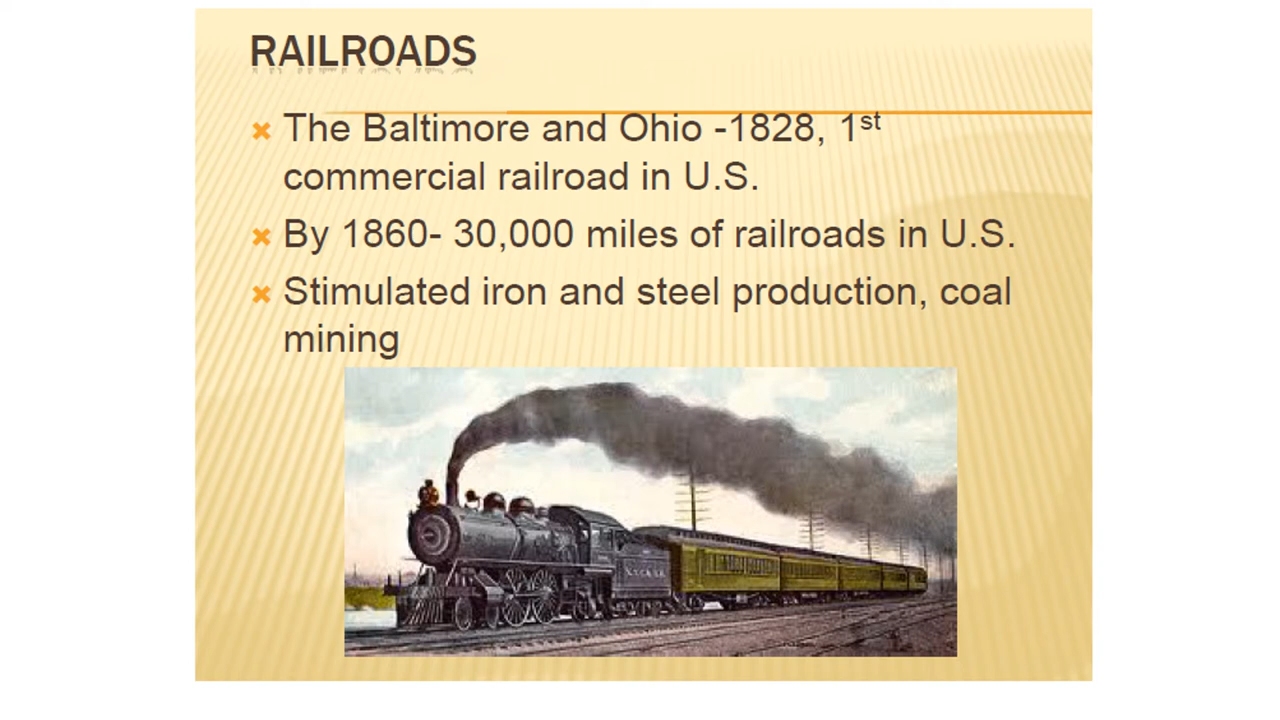 RAILROADS
The Baltimore and Ohio -1828, 1st
commercial railroad in U.S.
By 1860- 30,000 miles of railroads in U.S.
Stimulated iron and steel production, coal
mining